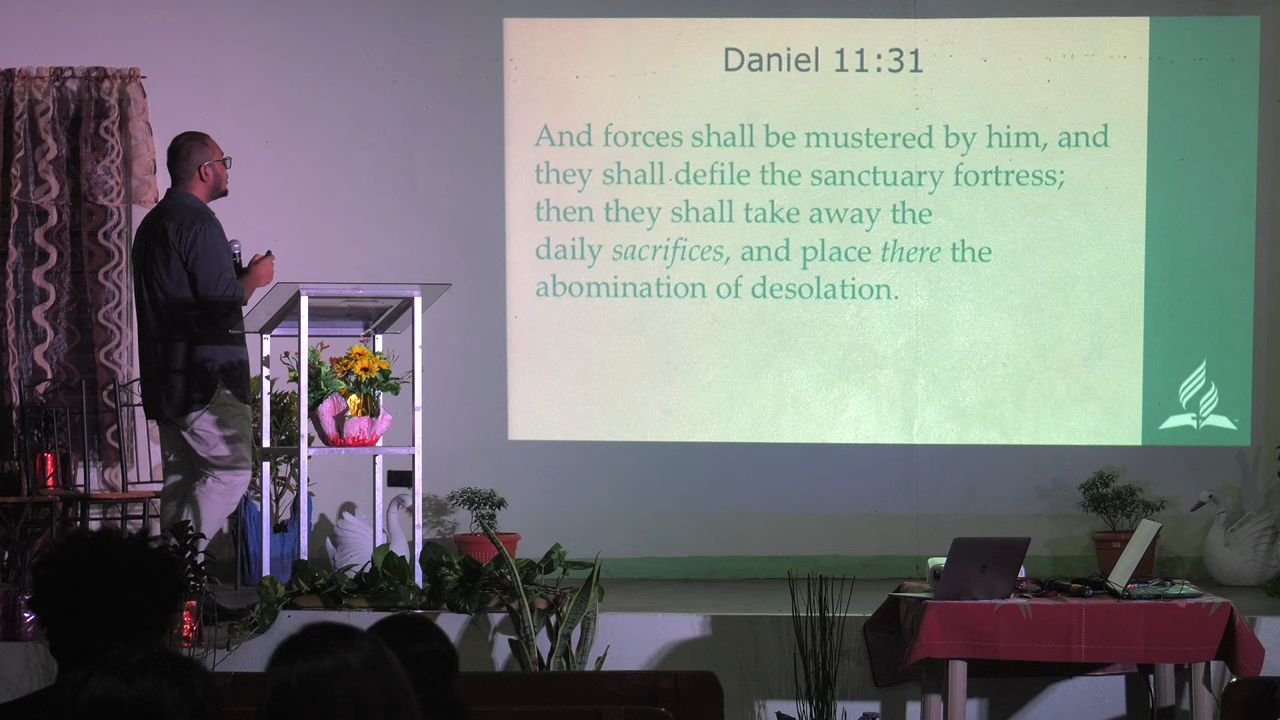 Daniel 11:31
And forces shall be mustered by him, and
they shall defile the sanctuary fortress;
then they shall take away the
daily sacrifices, and place there the
abomination of desolation.